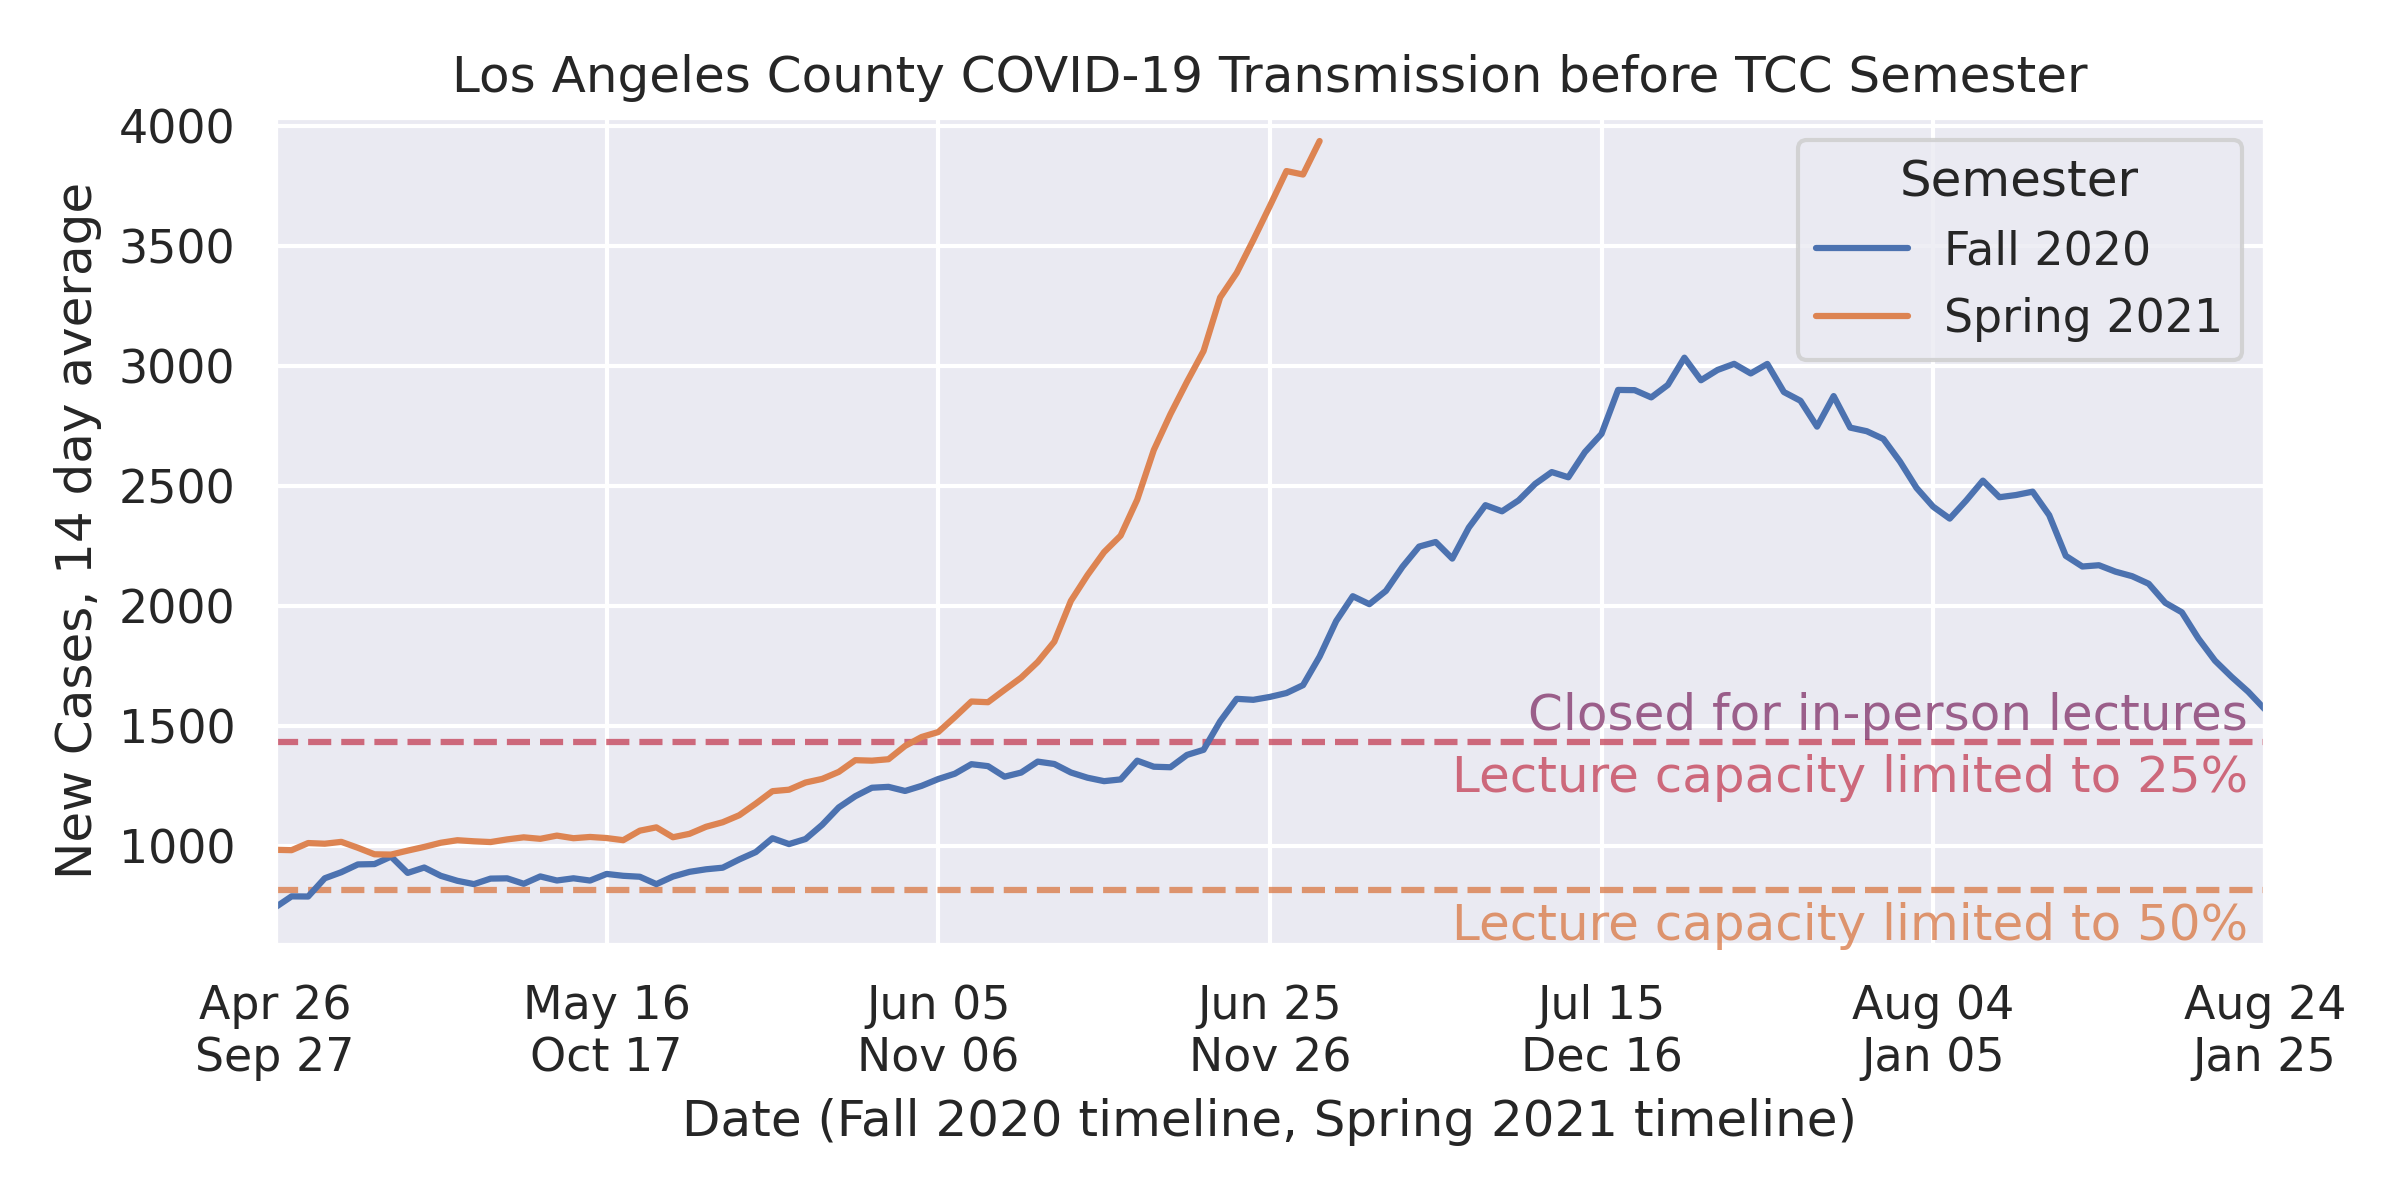 Los Angeles County COVID-19 Transmission before TCC Semester
New Cases, 14 day average
4000
3500
3000
2500
2000
1500
1000
Semester
Fall 2020
Spring 2021
Closed for in-person lectures
Lecture capacity limited to 25%
Lecture capacity limited to 50%
Apr 26 May 16 Jun 05 Jun 25 Jul 15 Aug 04 Aug 24
Sep 27 Oct 17 Nov 06 Nov 26 Dec 16 Jan 05 Jan 25
Date (Fall 2020 timeline, Spring 2021 timeline)